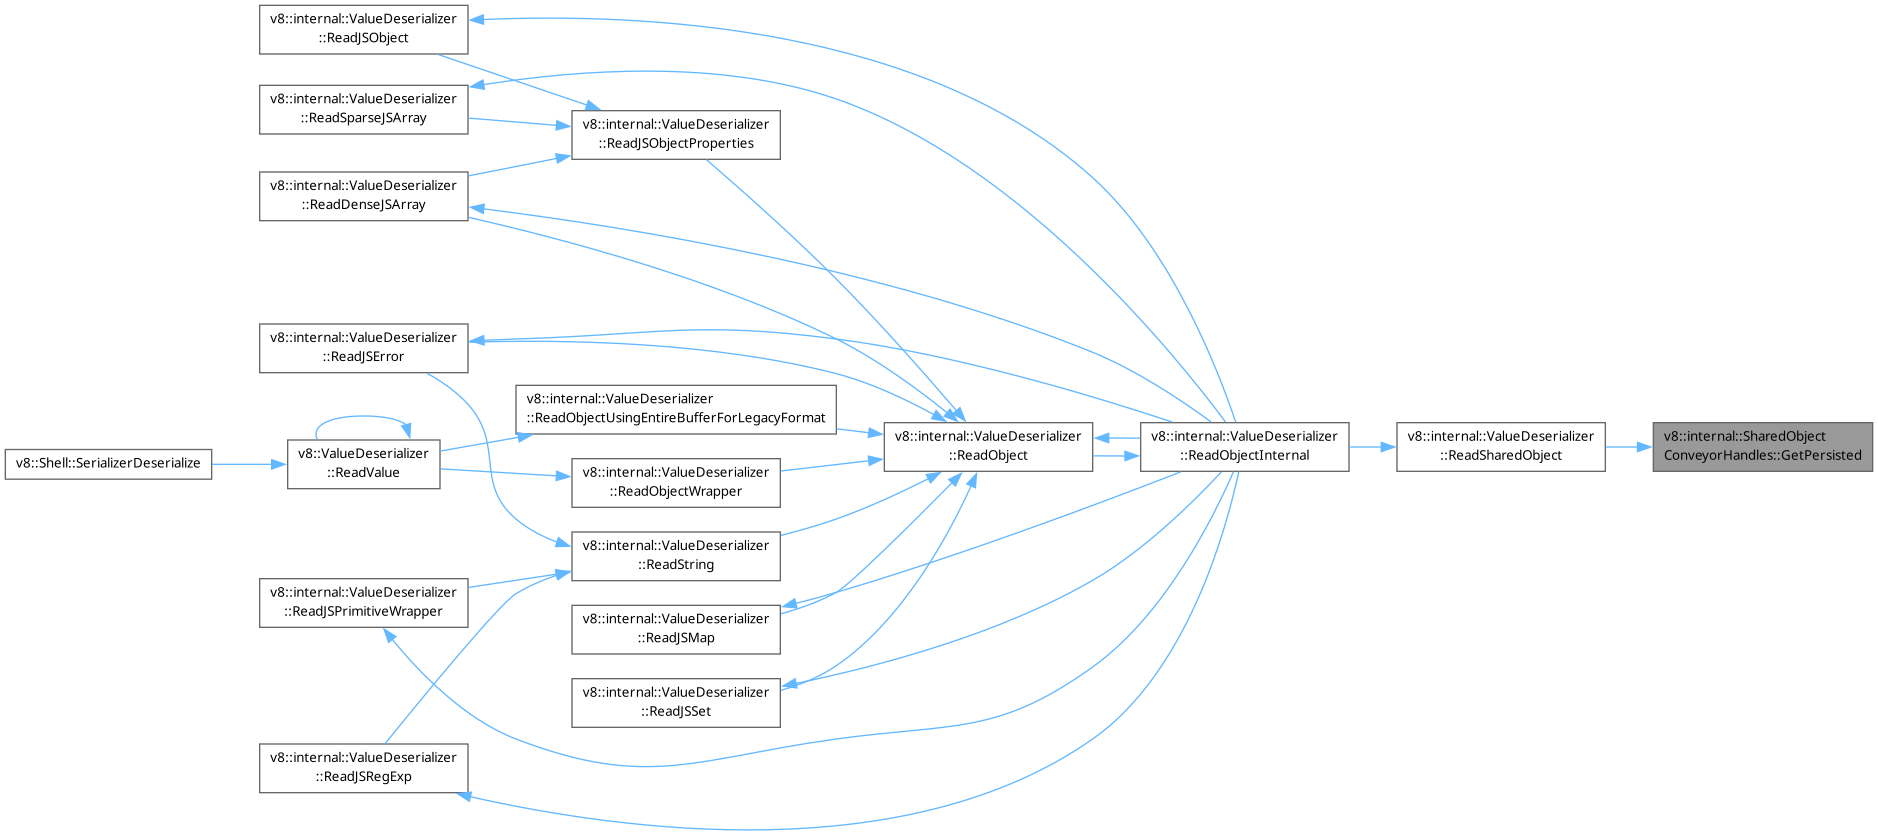 v8::internal::ValueDeserializer
::ReadJSObject
v8::internal::ValueDeserializer
::ReadSparseJSArray
v8::internal::ValueDeserializer
::ReadJSObjectProperties
v8::internal::ValueDeserializer
::ReadDenseJSArray
v8::internal::ValueDeserializer
::ReadJSError
v8::internal::ValueDeserializer
::ReadObjectUsingEntireBufferForLegacyFormat
v8::Shell::SerializerDeserialize
v8::ValueDeserializer
::ReadValue
v8::internal::ValueDeserializer
::ReadObject
v8::internal::ValueDeserializer
::ReadObjectInternal
v8::internal::ValueDeserializer
::ReadSharedObject
v8::internal::SharedObject
ConveyorHandles::GetPersisted
v8::internal::ValueDeserializer
::ReadObjectWrapper
v8::internal::ValueDeserializer
::ReadString
v8::internal::ValueDeserializer
::ReadJSPrimitiveWrapper
v8::internal::ValueDeserializer
::ReadJSMap
v8::internal::ValueDeserializer
::ReadJSSet
v8::internal::ValueDeserializer
::ReadJSRegExp